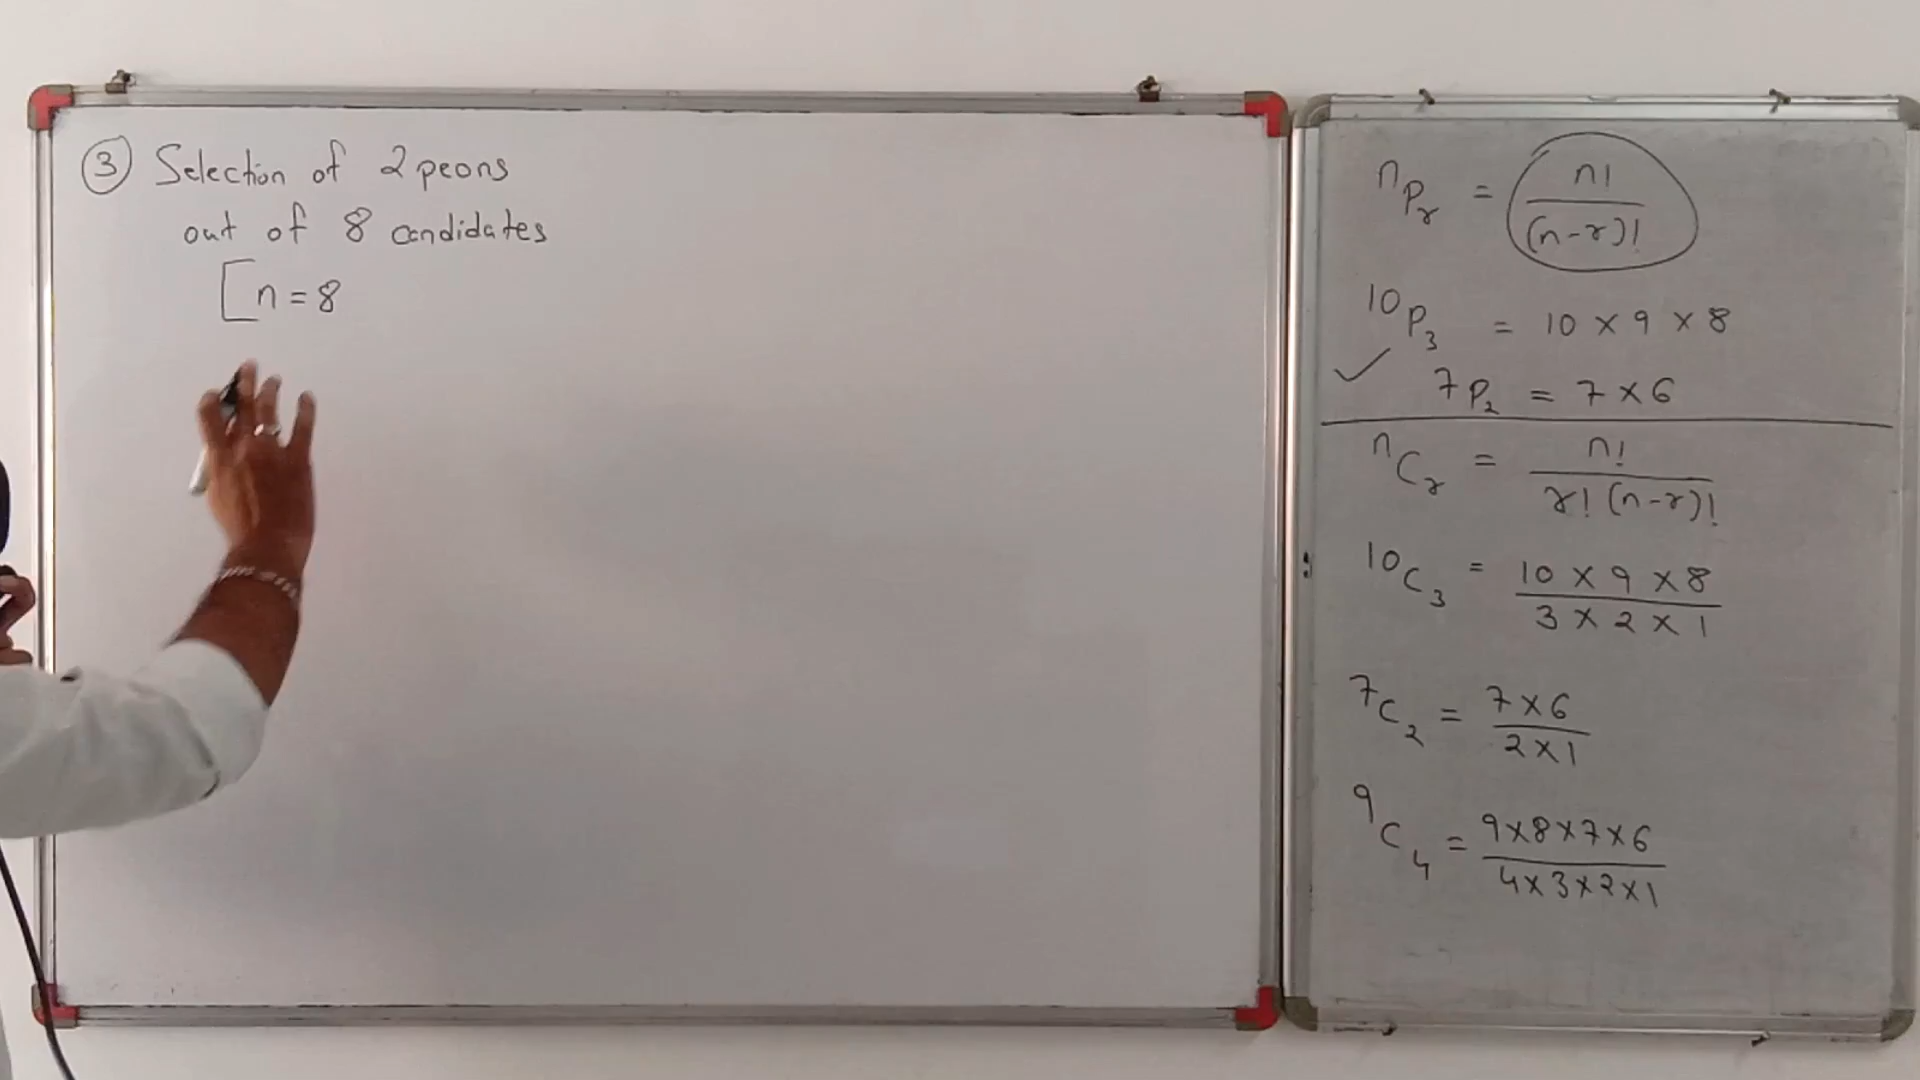 ③ Selection of 2 peons
out of 8 candidates
[ n = 8
ⁿPᵣ = n! / (n-r)!
¹⁰P₃ = 10 × 9 × 8
✓ ⁷P₂ = 7 × 6
ⁿCᵣ = n! / r! (n-r)!
¹⁰C₃ = 10 × 9 × 8 / 3 × 2 × 1
⁷C₂ = 7 × 6 / 2 × 1
⁹C₄ = 9 × 8 × 7 × 6 / 4 × 3 × 2 × 1